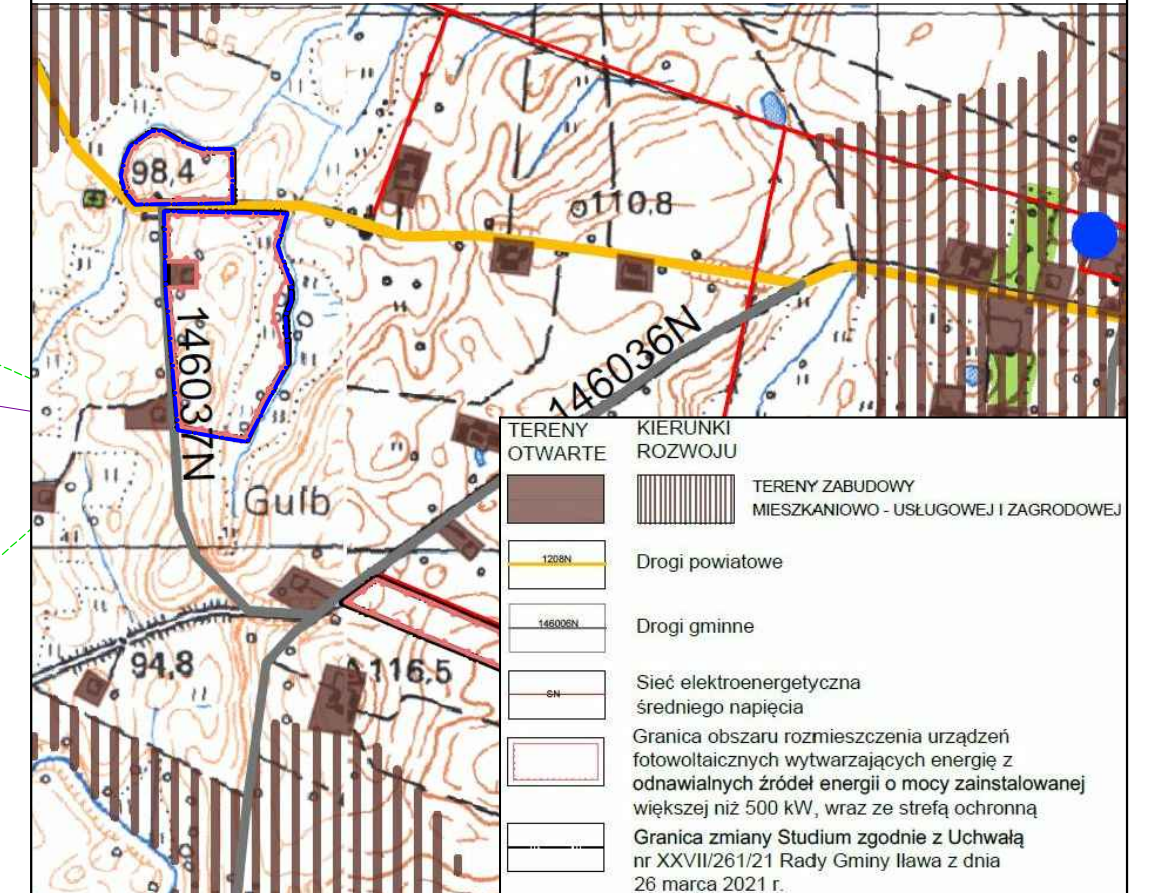 98,4
110,8
146037N
146036N
Gulb
94,8
116,5
TERENY
OTWARTE
KIERUNKI
ROZWOJU
TERENY ZABUDOWY
MIESZKANIOWO - USŁUGOWEJ I ZAGRODOWEJ
1208N
Drogi powiatowe
146006N
Drogi gminne
SN
Sieć elektroenergetyczna
średniego napięcia
Granica obszaru rozmieszczenia urządzeń
fotowoltaicznych wytwarzających energię z
odnawialnych źródeł energii o mocy zainstalowanej
większej niż 500 kW, wraz ze strefą ochronną
Granica zmiany Studium zgodnie z Uchwałą
nr XXVII/261/21 Rady Gminy Iława z dnia
26 marca 2021 r.